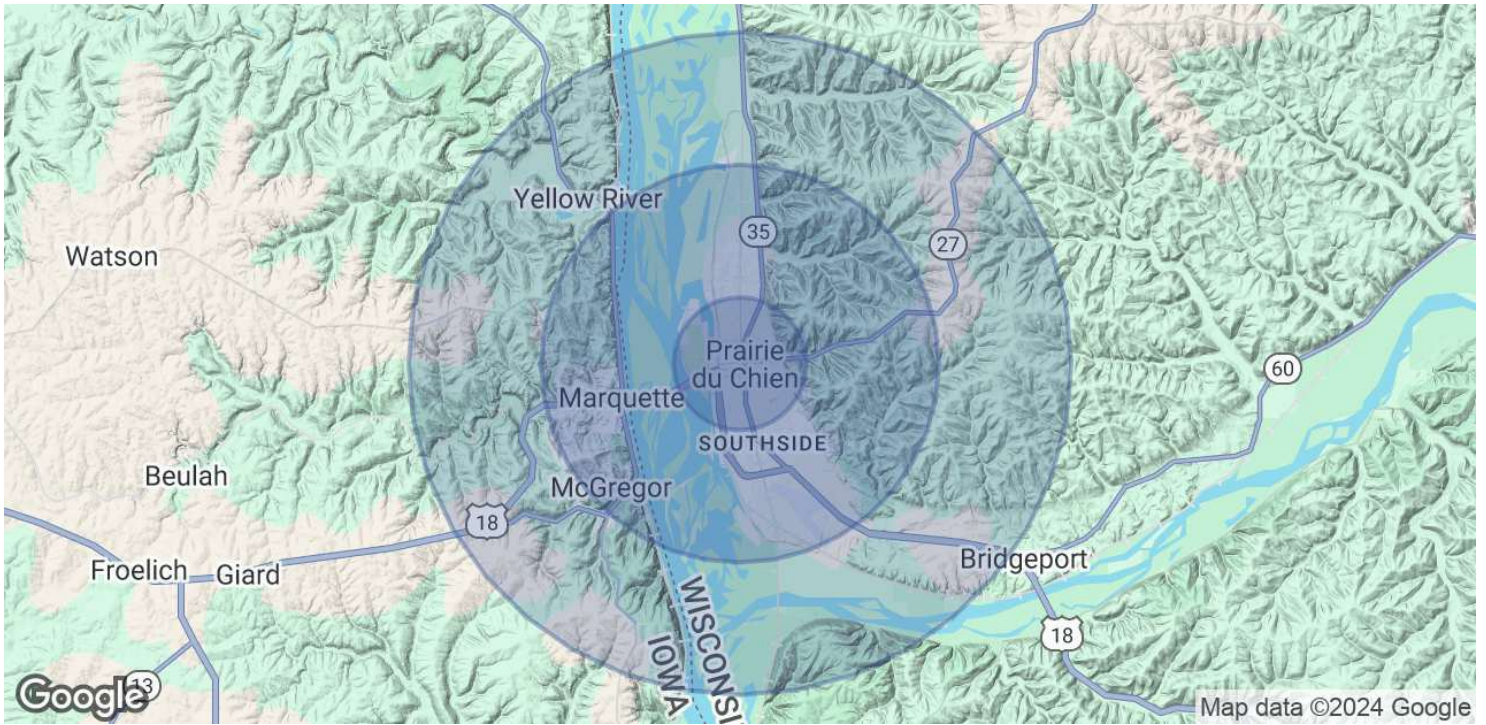 Yellow River
35
27
Watson
Prairie
du Chien
60
Marquette
SOUTHSIDE
Beulah
McGregor
18
Froelich
Giard
Bridgeport
WISCONSI
IOWA
18
13
Google
Map data ©2024 Google